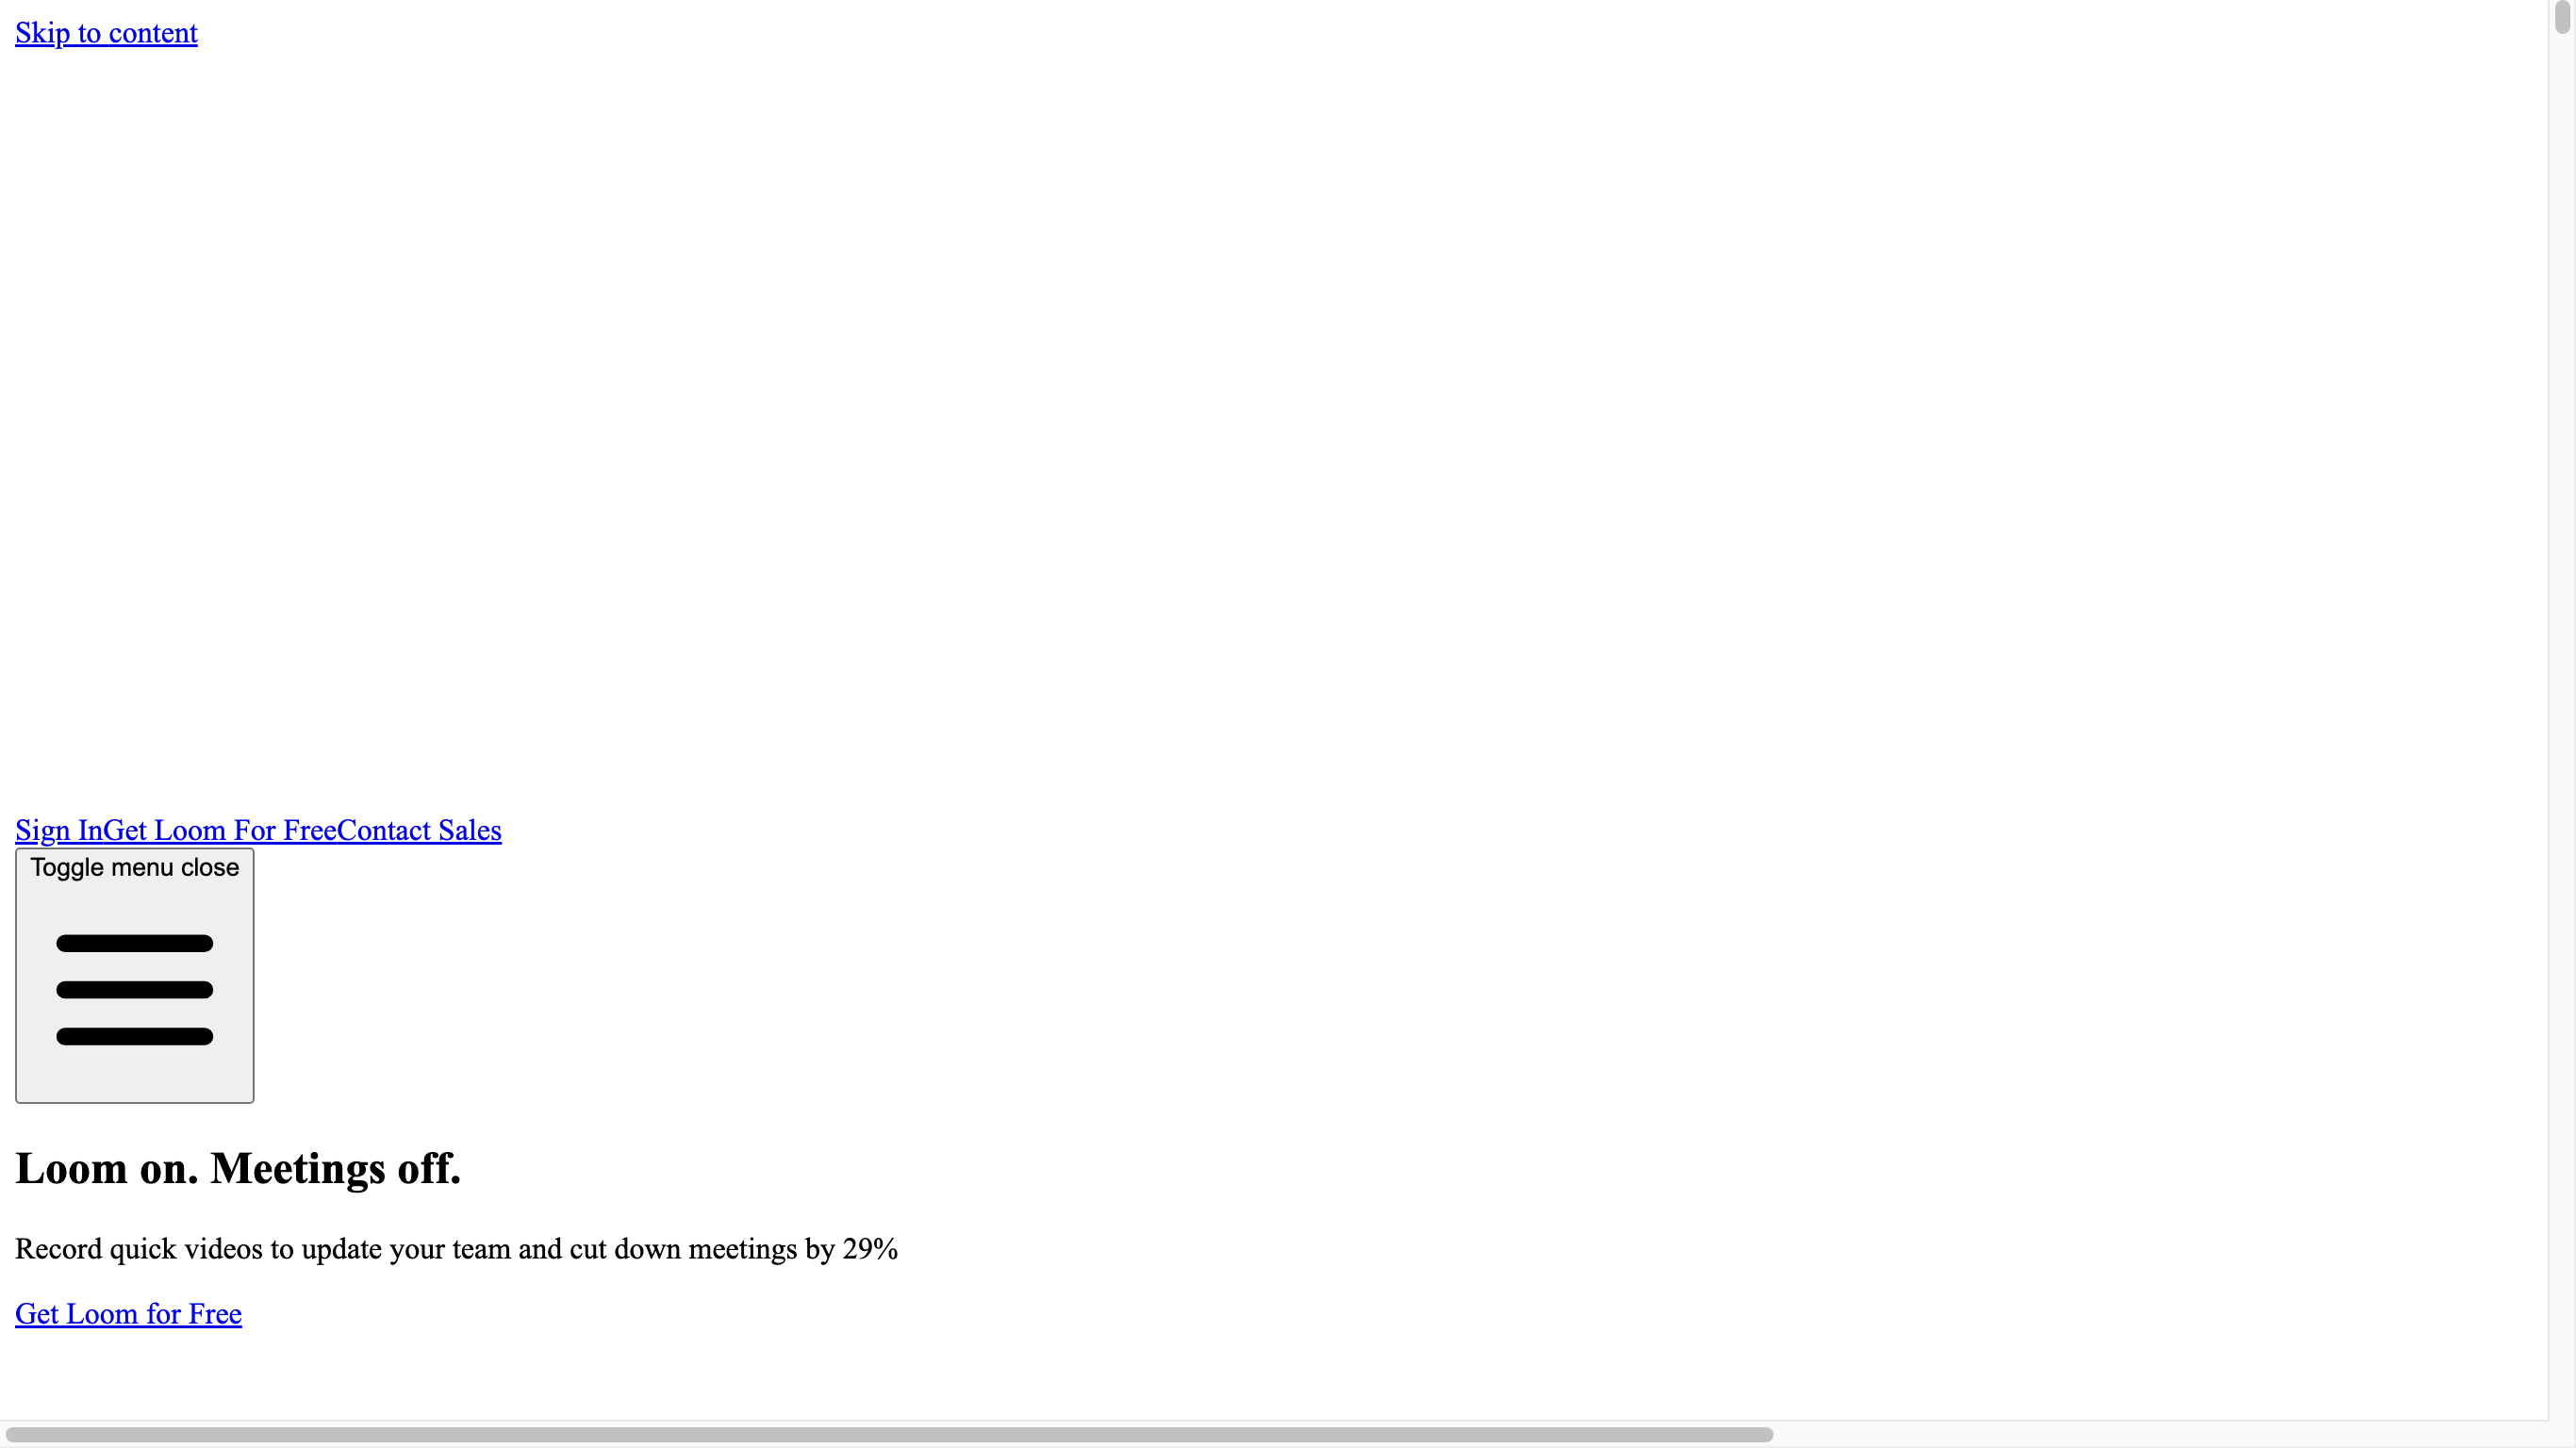 Skip to content
Sign InGet Loom For FreeContact Sales
Toggle menu close
Loom on. Meetings off.
Record quick videos to update your team and cut down meetings by 29%
Get Loom for Free